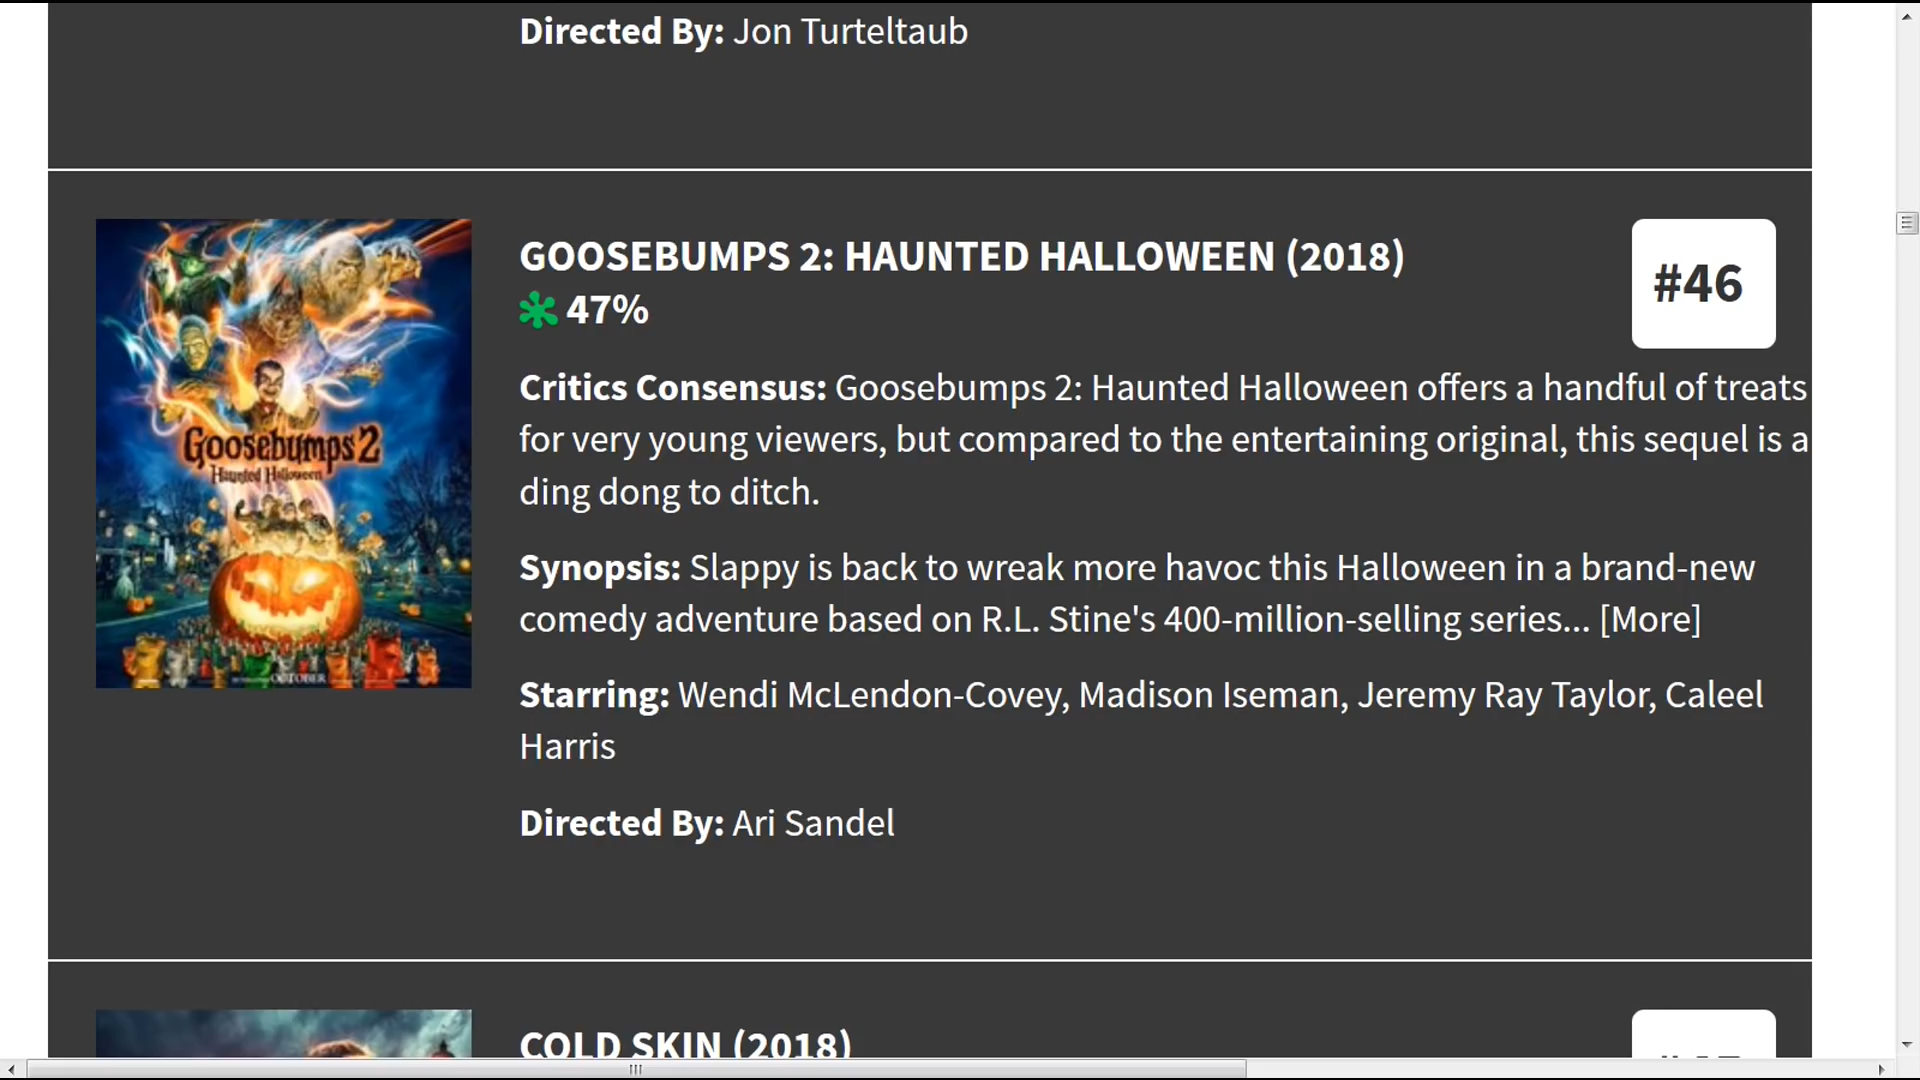 Directed By: Jon Turteltaub
GOOSEBUMPS 2: HAUNTED HALLOWEEN (2018)
47%
#46
Critics Consensus: Goosebumps 2: Haunted Halloween offers a handful of treats
for very young viewers, but compared to the entertaining original, this sequel is a
ding dong to ditch.
Synopsis: Slappy is back to wreak more havoc this Halloween in a brand-new
comedy adventure based on R.L. Stine's 400-million-selling series... [More]
Starring: Wendi McLendon-Covey, Madison Iseman, Jeremy Ray Taylor, Caleel
Harris
Directed By: Ari Sandel
Goosebumps 2
Haunted Halloween
OCTOBER
COLD SKIN (2018)